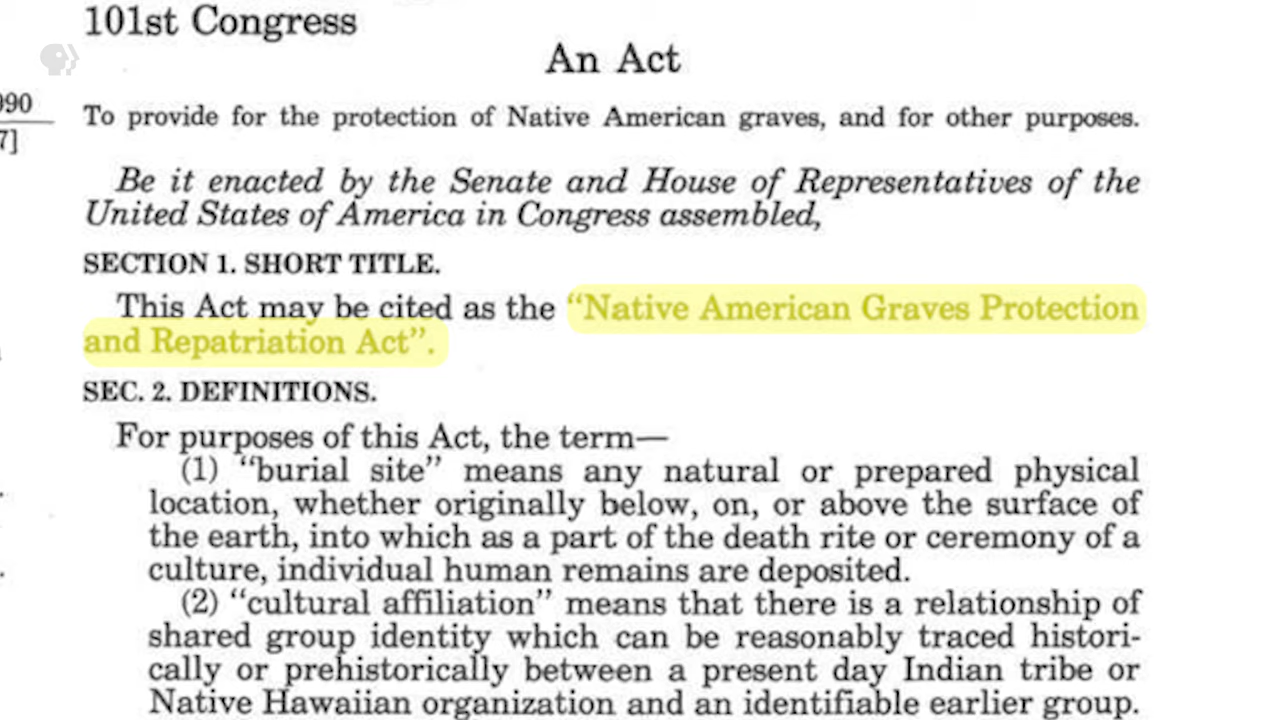 101st Congress
An Act
990
To provide for the protection of Native American graves, and for other purposes.
7]
Be it enacted by the Senate and House of Representatives of the
United States of America in Congress assembled,
SECTION 1. SHORT TITLE.
This Act may be cited as the “Native American Graves Protection
and Repatriation Act”.
SEC. 2. DEFINITIONS.
For purposes of this Act, the term—
(1) “burial site” means any natural or prepared physical
location, whether originally below, on, or above the surface of
the earth, into which as a part of the death rite or ceremony of a
culture, individual human remains are deposited.
(2) “cultural affiliation” means that there is a relationship of
shared group identity which can be reasonably traced histori-
cally or prehistorically between a present day Indian tribe or
Native Hawaiian organization and an identifiable earlier group.